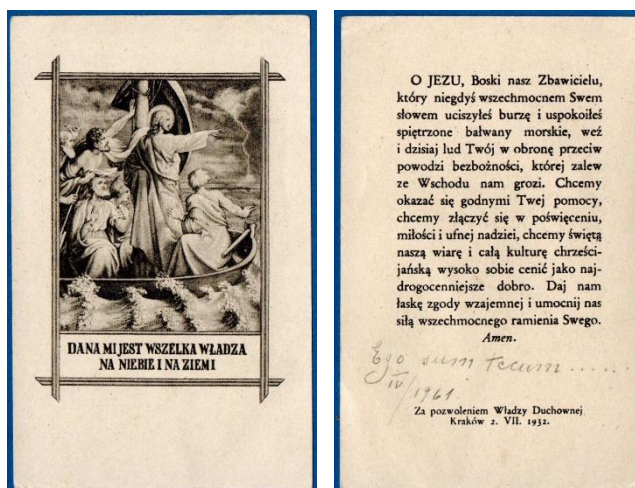 DANA MI JEST WSZELKA WŁADZA
NA NIEBIE I NA ZIEMI
O JEZU, Boski nasz Zbawicielu,
który niegdyś wszechmocnem Swem
słowem uciszyłeś burzę i uspokoiłeś
spiętrzone bałwany morskie, weź
i dzisiaj lud Twój w obronę przeciw
powodzi bezbożności, której zalew
ze Wschodu nam grozi. Chcemy
okazać się godnymi Twej pomocy,
chcemy złączyć się w poświęceniu,
miłości i ufnej nadziei, chcemy świętą
naszą wiarę i całą kulturę chrześci-
jańską wysoko sobie cenić jako naj-
drogocenniejsze dobro. Daj nam
łaskę zgody wzajemnej i umocnij nas
siłą wszechmocnego ramienia Swego.
Amen.
Ego sum tecum ......
IV/1961.
Za pozwoleniem Władzy Duchownej
Kraków 2. VII. 1932.